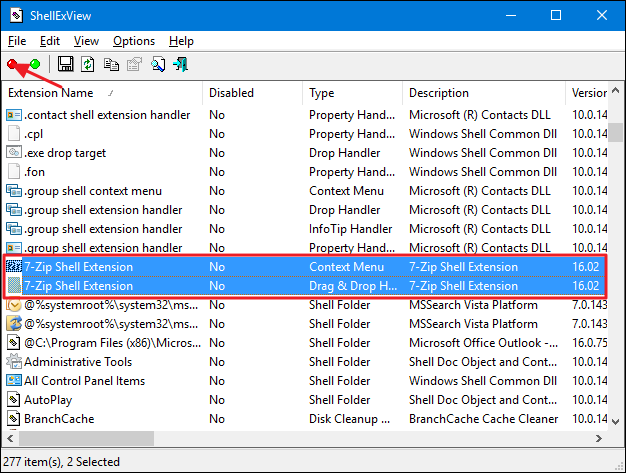 ShellExView
File Edit View Options Help
Extension Name Disabled Type Description Version
.contact shell extension handler No Property Hand... Microsoft (R) Contacts DLL 10.0.14
.cpl No Property Hand... Windows Shell Common Dll 10.0.14
.exe drop target No Drop Handler Windows Shell Common Dll 10.0.14
.fon No Property Hand... Windows Shell Common Dll 10.0.14
.group shell context menu No Context Menu Microsoft (R) Contacts DLL 10.0.14
.group shell extension handler No Drop Handler Microsoft (R) Contacts DLL 10.0.14
.group shell extension handler No InfoTip Handler Microsoft (R) Contacts DLL 10.0.14
.group shell extension handler No Property Hand... Microsoft (R) Contacts DLL 10.0.14
7-Zip Shell Extension No Context Menu 7-Zip Shell Extension 16.02
7-Zip Shell Extension No Drag & Drop H... 7-Zip Shell Extension 16.02
@%systemroot%\system32\ms... No Shell Folder MSSearch Vista Platform 7.0.143
@%systemroot%\system32\ms... No Shell Folder MSSearch Vista Platform 7.0.143
@C:\Program Files (x86)\Micros... No Shell Folder Microsoft Office Outlook -... 16.0.75
Administrative Tools No Shell Folder Shell Doc Object and Cont... 10.0.14
All Control Panel Items No Shell Folder Windows Shell Common Dll 10.0.14
AutoPlay No Shell Folder Shell Doc Object and Cont... 10.0.14
BranchCache No Disk Cleanup ... BranchCache Cache Cleaner 10.0.14
277 item(s), 2 Selected